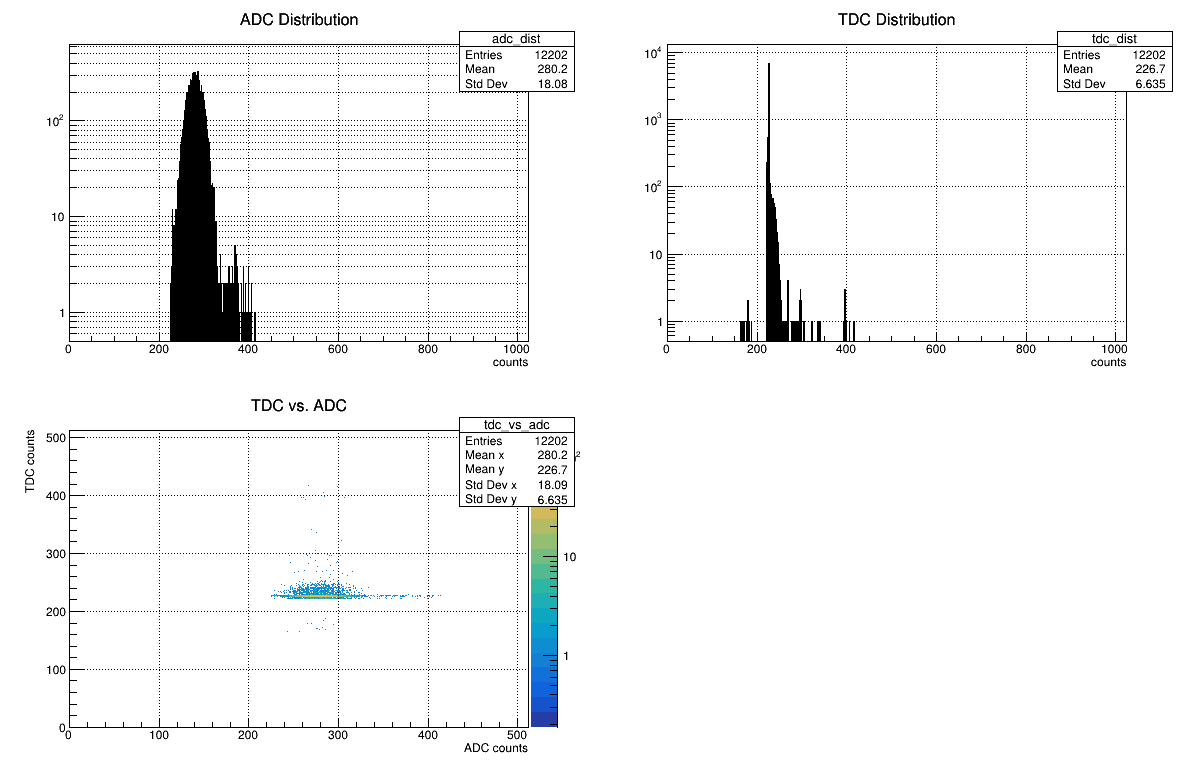 ADC Distribution
adc_dist
Entries 12202
Mean 280.2
Std Dev 18.08
10²
10
1
0 200 400 600 800 1000
counts
TDC Distribution
tdc_dist
Entries 12202
Mean 226.7
Std Dev 6.635
10⁴
10³
10²
10
1
0 200 400 600 800 1000
counts
TDC vs. ADC
tdc_vs_adc
Entries 12202
Mean x 280.2
Mean y 226.7
Std Dev x 18.09
Std Dev y 6.635
TDC counts
500
400
300
200
100
0
0 100 200 300 400 500
ADC counts
2
10
1